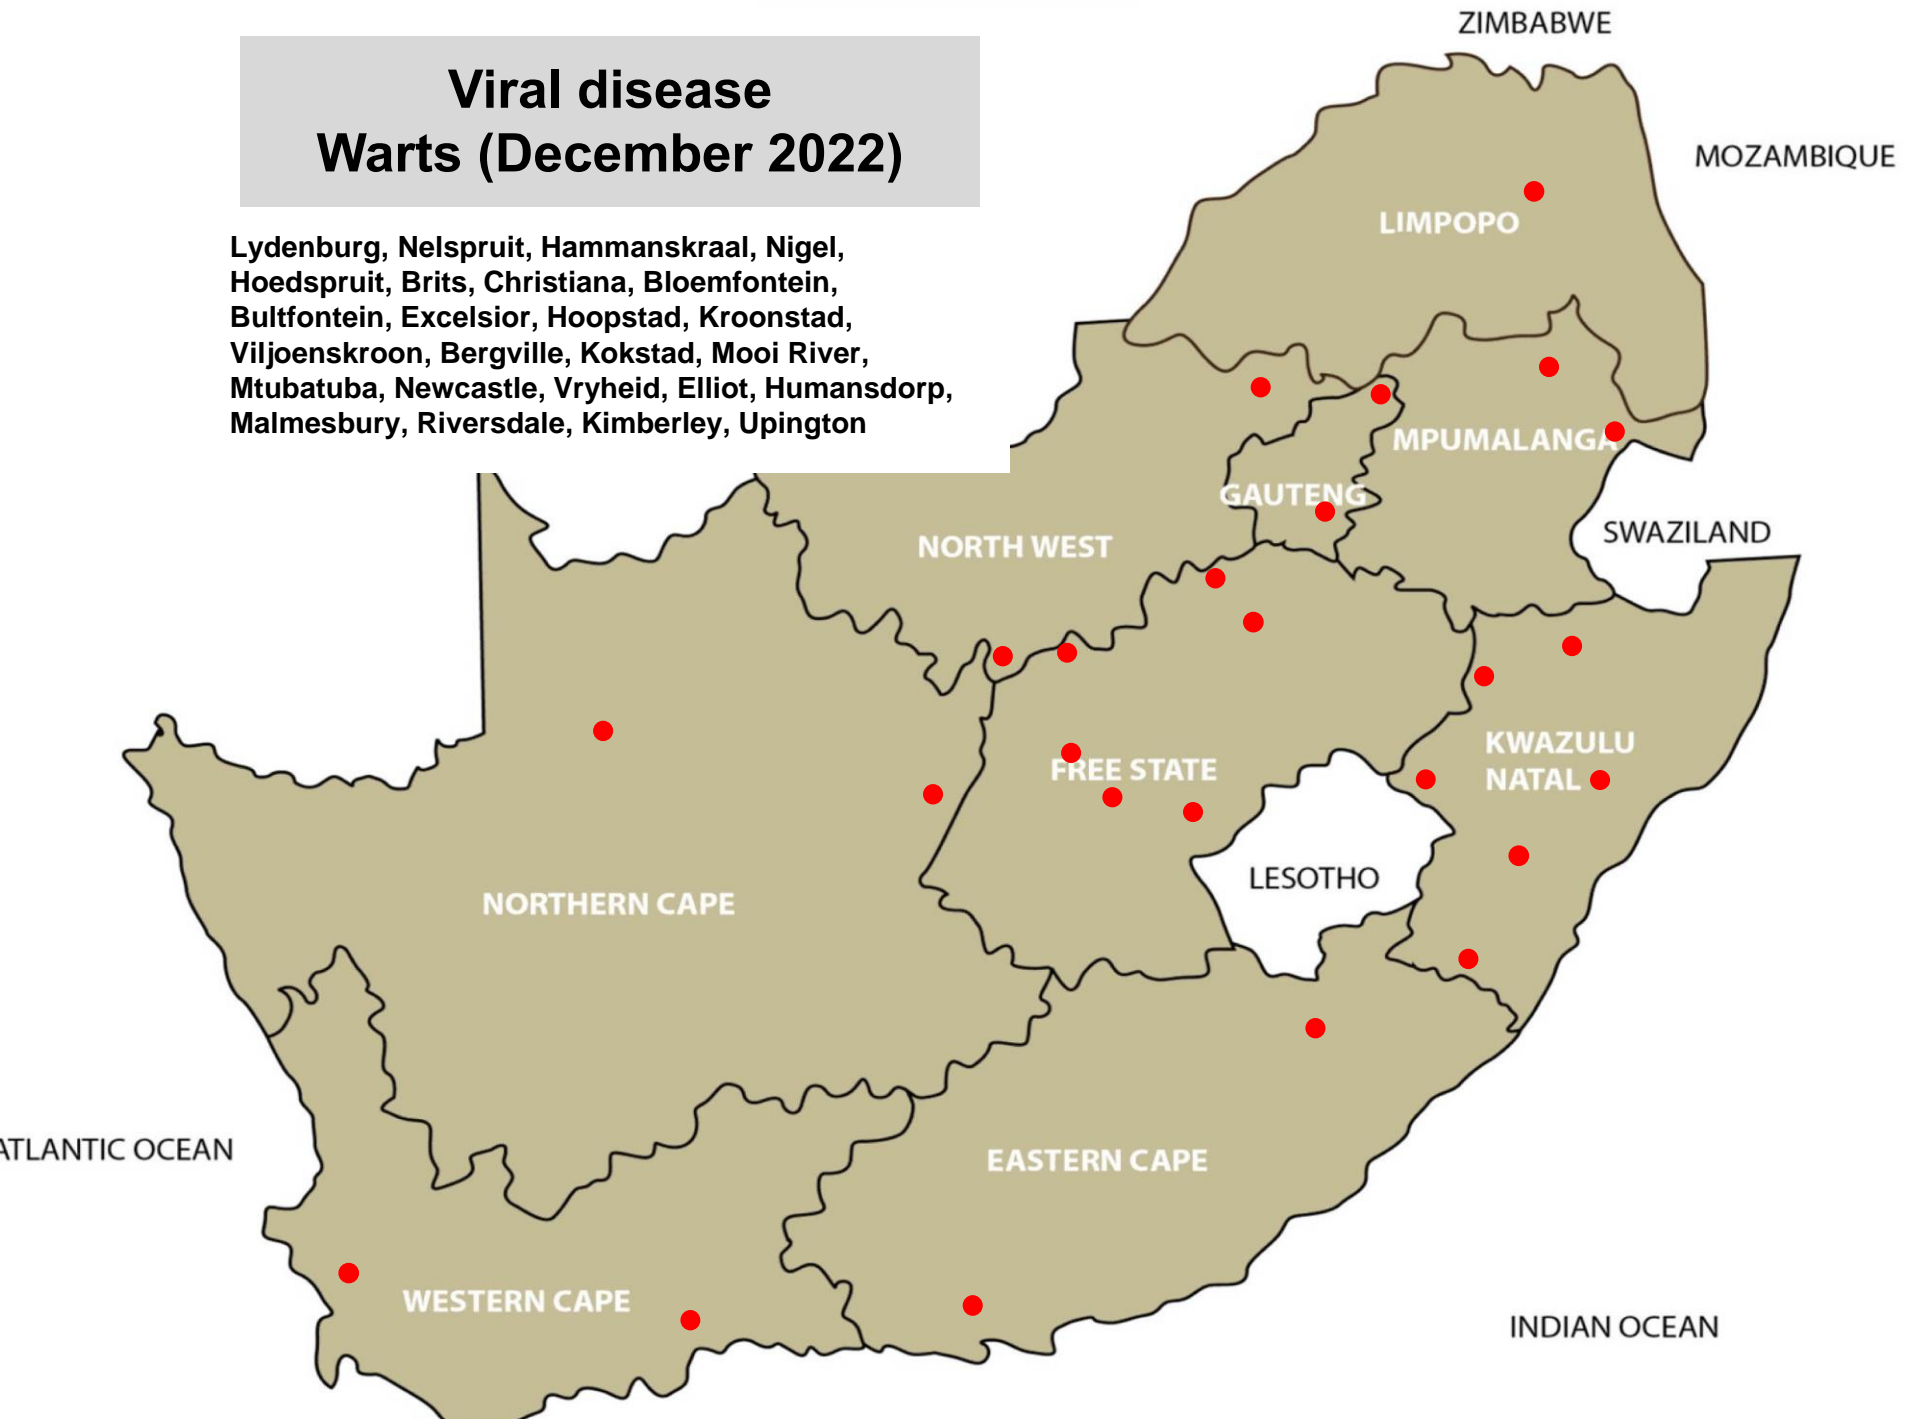 ZIMBABWE
Viral disease
Warts (December 2022)
MOZAMBIQUE
LIMPOPO
Lydenburg, Nelspruit, Hammanskraal, Nigel,
Hoedspruit, Brits, Christiana, Bloemfontein,
Bultfontein, Excelsior, Hoopstad, Kroonstad,
Viljoenskroon, Bergville, Kokstad, Mooi River,
Mtubatuba, Newcastle, Vryheid, Elliot, Humansdorp,
Malmesbury, Riversdale, Kimberley, Upington
MPUMALANGA
GAUTENG
NORTH WEST
SWAZILAND
KWAZULU
NATAL
FREE STATE
LESOTHO
NORTHERN CAPE
ATLANTIC OCEAN
EASTERN CAPE
WESTERN CAPE
INDIAN OCEAN